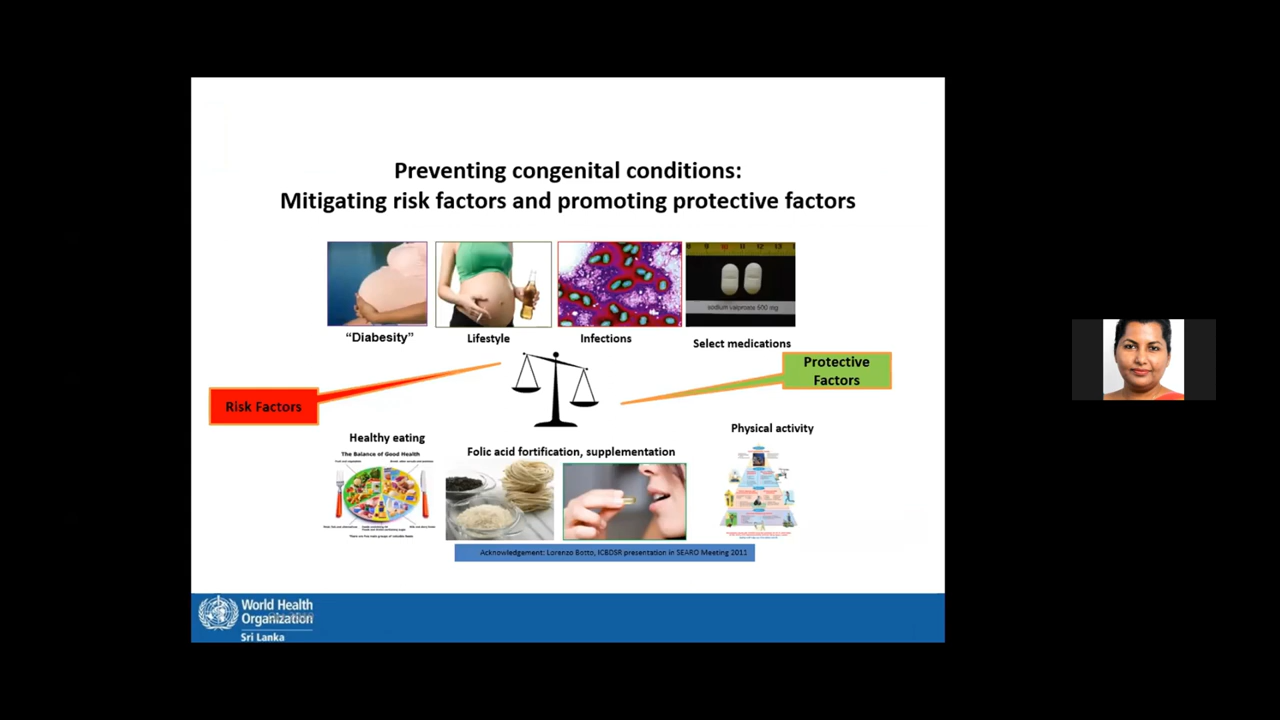 Preventing congenital conditions:
Mitigating risk factors and promoting protective factors
sodium valproate 500 mg
“Diabesity”
Lifestyle
Infections
Select medications
Protective
Factors
Risk Factors
Physical activity
Healthy eating
Folic acid fortification, supplementation
The Balance of Good Health
Acknowledgement: Lorenzo Botto, ICBDSR presentation in SEARO Meeting 2011
World Health
Organization
Sri Lanka